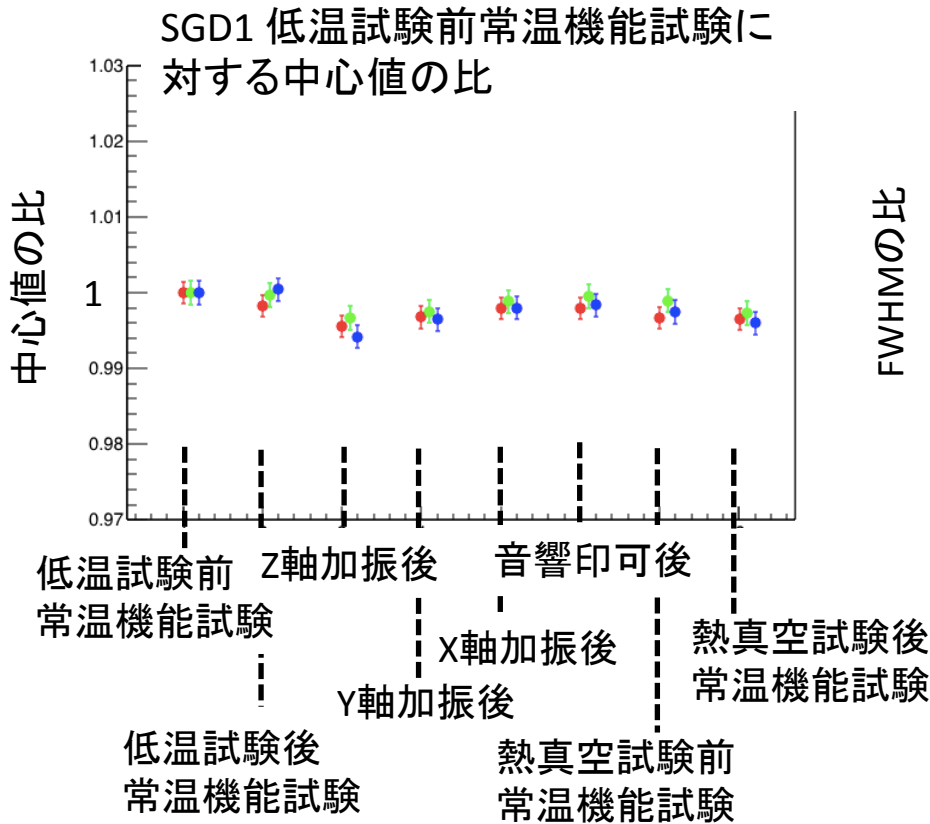 SGD1 低温試験前常温機能試験に
対する中心値の比
1.03
1.02
1.01
1
0.99
0.98
0.97
中心値の比
FWHMの比
低温試験前
常温機能試験
Z軸加振後
音響印可後
X軸加振後
Y軸加振後
熱真空試験後
常温機能試験
低温試験後
常温機能試験
熱真空試験前
常温機能試験